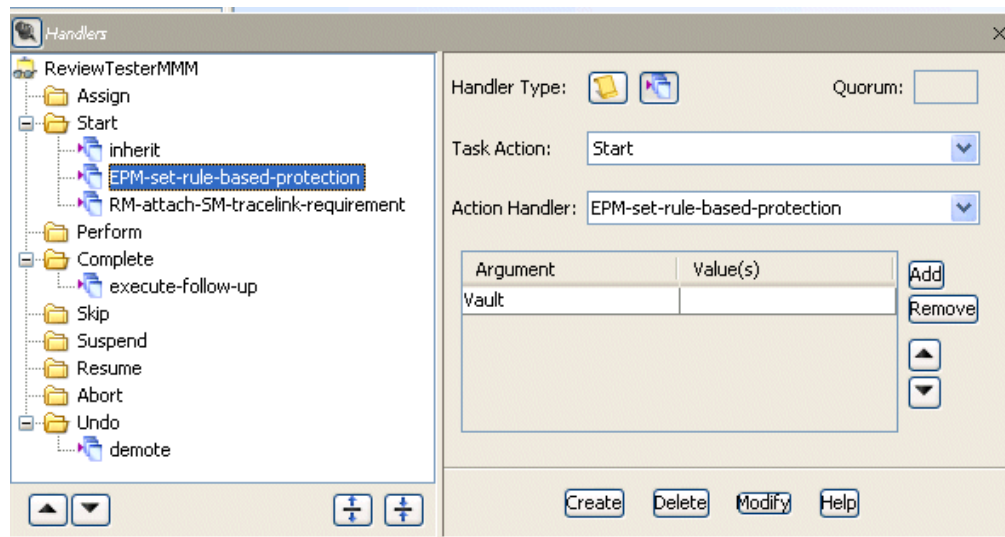 Handlers
ReviewTesterMMM
Assign
Start
inherit
EPM-set-rule-based-protection
RM-attach-SM-tracelink-requirement
Perform
Complete
execute-follow-up
Skip
Suspend
Resume
Abort
Undo
demote
Handler Type:
Quorum:
Task Action: Start
Action Handler: EPM-set-rule-based-protection
Argument Value(s)
Vault
Add
Remove
Create Delete Modify Help